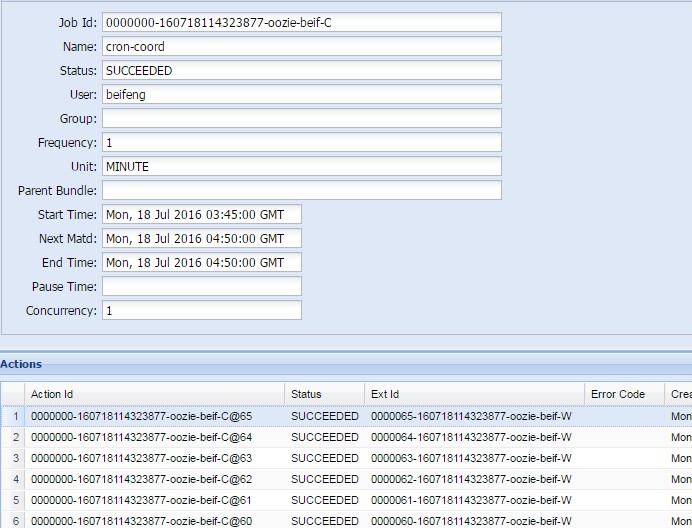 Job Id: 0000000-160718114323877-oozie-beif-C
Name: cron-coord
Status: SUCCEEDED
User: beifeng
Group:
Frequency: 1
Unit: MINUTE
Parent Bundle:
Start Time: Mon, 18 Jul 2016 03:45:00 GMT
Next Matd: Mon, 18 Jul 2016 04:50:00 GMT
End Time: Mon, 18 Jul 2016 04:50:00 GMT
Pause Time:
Concurrency: 1
Actions
Action Id Status Ext Id Error Code Crea
1 0000000-160718114323877-oozie-beif-C@65 SUCCEEDED 0000065-160718114323877-oozie-beif-W Mon
2 0000000-160718114323877-oozie-beif-C@64 SUCCEEDED 0000064-160718114323877-oozie-beif-W Mon
3 0000000-160718114323877-oozie-beif-C@63 SUCCEEDED 0000063-160718114323877-oozie-beif-W Mon
4 0000000-160718114323877-oozie-beif-C@62 SUCCEEDED 0000062-160718114323877-oozie-beif-W Mon
5 0000000-160718114323877-oozie-beif-C@61 SUCCEEDED 0000061-160718114323877-oozie-beif-W Mon
6 0000000-160718114323877-oozie-beif-C@60 SUCCEEDED 0000060-160718114323877-oozie-beif-W Mon